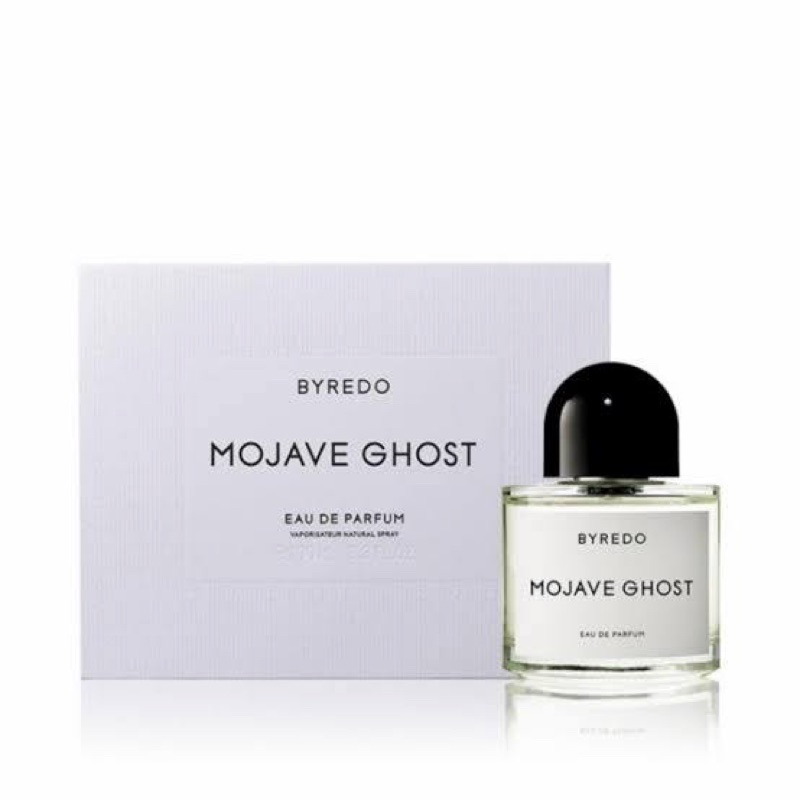 BYREDO
MOJAVE GHOST
EAU DE PARFUM
VAPORISATEUR NATURAL SPRAY
BYREDO
MOJAVE GHOST
EAU DE PARFUM